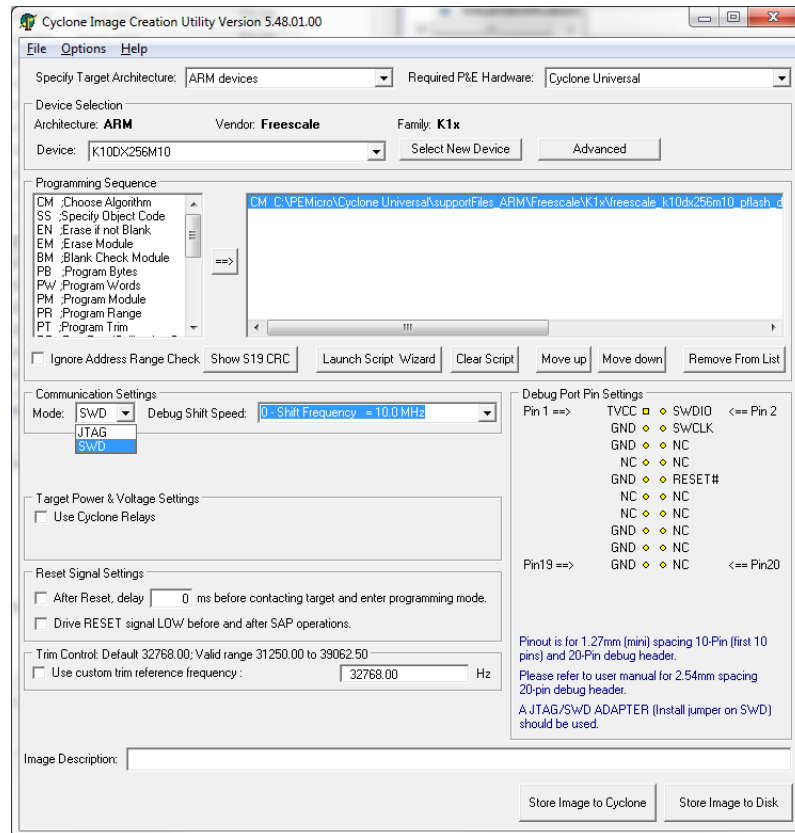 Cyclone Image Creation Utility Version 5.48.01.00
File Options Help
Specify Target Architecture: ARM devices Required P&E Hardware: Cyclone Universal
Device Selection
Architecture: ARM Vendor: Freescale Family: K1x
Device: K10DX256M10 Select New Device Advanced
Programming Sequence
CM ;Choose Algorithm
SS ;Specify Object Code
EN ;Erase if not Blank
EM ;Erase Module
BM ;Blank Check Module
PB ;Program Bytes
PW ;Program Words
PM ;Program Module
PR ;Program Range
PT ;Program Trim
==>
CM C:\PEMicro\Cyclone Universal\supportFiles_ARM\Freescale\K1x\freescale_k10dx256m10_pflash_d
Ignore Address Range Check Show S19 CRC Launch Script Wizard Clear Script Move up Move down Remove From List
Communication Settings
Mode: SWD Debug Shift Speed: 0 - Shift Frequency = 10.0 MHz
JTAG
SWD
Target Power & Voltage Settings
Use Cyclone Relays
Reset Signal Settings
After Reset, delay 0 ms before contacting target and enter programming mode.
Drive RESET signal LOW before and after SAP operations.
Trim Control: Default 32768.00; Valid range 31250.00 to 39062.50
Use custom trim reference frequency : 32768.00 Hz
Debug Port Pin Settings
Pin 1 ==> TVCC SWDIO <== Pin 2
GND SWCLK
GND NC
NC NC
GND RESET#
NC NC
NC NC
GND NC
GND NC
Pin19 ==> GND NC <== Pin20
Pinout is for 1.27mm (mini) spacing 10-Pin (first 10
pins) and 20-Pin debug header.
Please refer to user manual for 2.54mm spacing
20-pin debug header.
A JTAG/SWD ADAPTER (Install jumper on SWD)
should be used.
Image Description:
Store Image to Cyclone Store Image to Disk